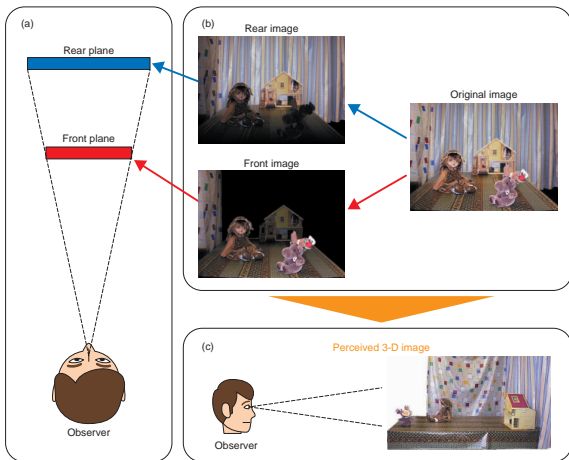 (a)
Rear plane
Front plane
Observer
(b)
Rear image
Original image
Front image
(c)
Perceived 3-D image
Observer